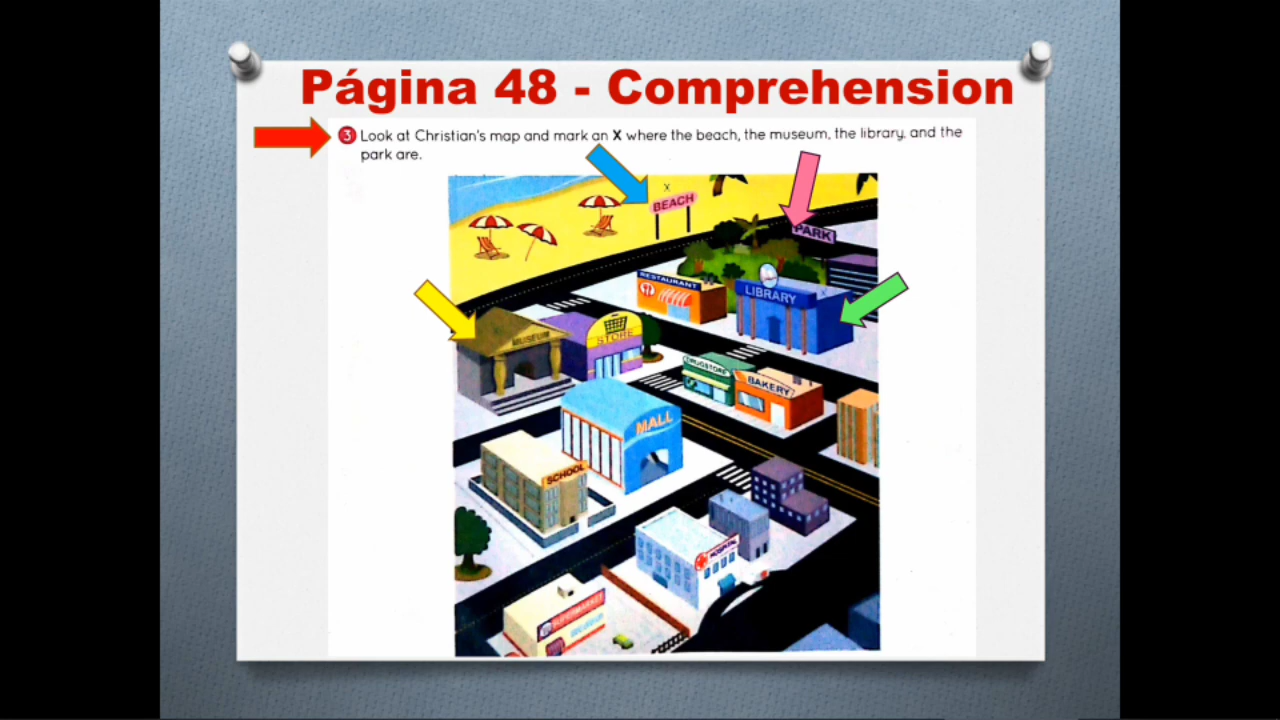 Página 48 - Comprehension
3 Look at Christian's map and mark an X where the beach, the museum, the library, and the
park are.
X
BEACH
PARK
RESTAURANT
LIBRARY
X
MUSEUM
STORE
DRUGSTORE
BAKERY
MALL
SCHOOL
HOSPITAL
SUPERMARKET